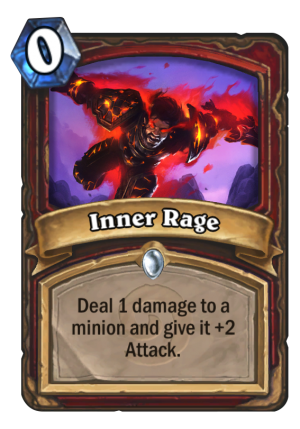 0
Inner Rage
Deal 1 damage to a
minion and give it +2
Attack.